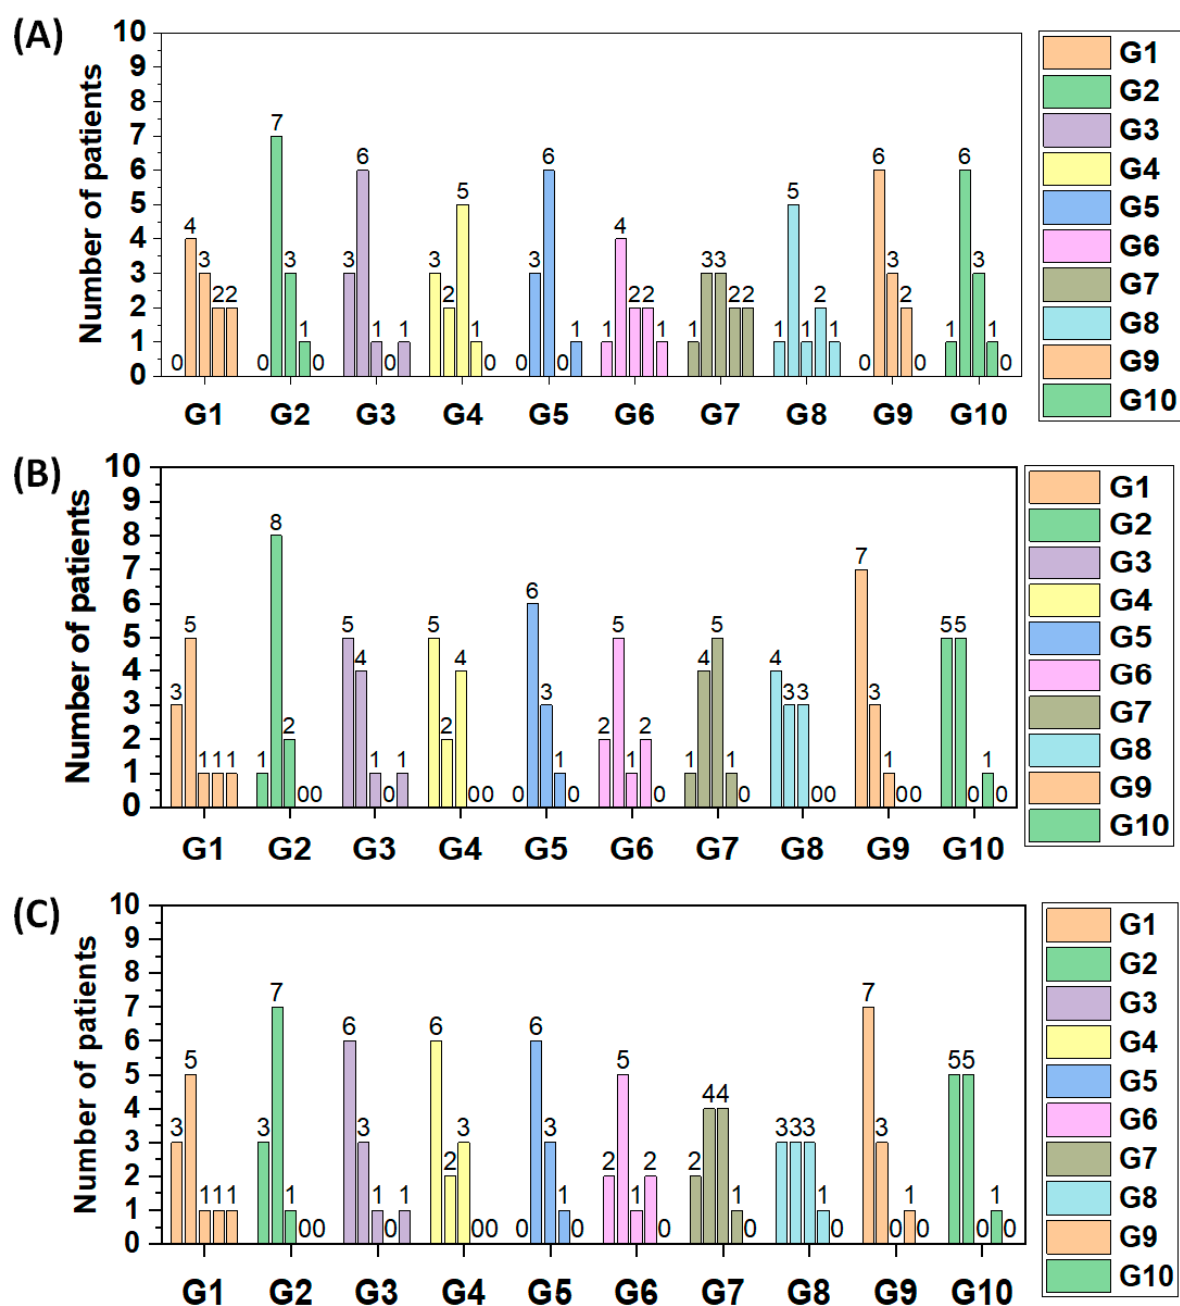 (A)
Number of patients
10
9
8
7
6
5
4
3
2
1
0
0 4 3 2 2
0 7 3 1 0
3 6 1 0 1
3 2 5 1 0
0 3 6 0 1
1 4 2 2 1
1 3 3 2 2
1 5 1 2 1
0 6 3 2 0
1 6 3 1 0
G1 G2 G3 G4 G5 G6 G7 G8 G9 G10
G1
G2
G3
G4
G5
G6
G7
G8
G9
G10
(B)
Number of patients
10
9
8
7
6
5
4
3
2
1
0
3 5 1 1 1
1 8 2 0 0
5 4 1 0 1
5 2 4 0 0
0 6 3 1 0
2 5 1 2 0
1 4 5 1 0
4 3 3 0 0
7 3 1 0 0
5 5 0 1 0
G1 G2 G3 G4 G5 G6 G7 G8 G9 G10
G1
G2
G3
G4
G5
G6
G7
G8
G9
G10
(C)
Number of patients
10
9
8
7
6
5
4
3
2
1
0
3 5 1 1 1
3 7 1 0 0
6 3 1 0 1
6 2 3 0 0
0 6 3 1 0
2 5 1 2 0
2 4 4 1 0
3 3 3 1 0
7 3 0 1 0
5 5 0 1 0
G1 G2 G3 G4 G5 G6 G7 G8 G9 G10
G1
G2
G3
G4
G5
G6
G7
G8
G9
G10